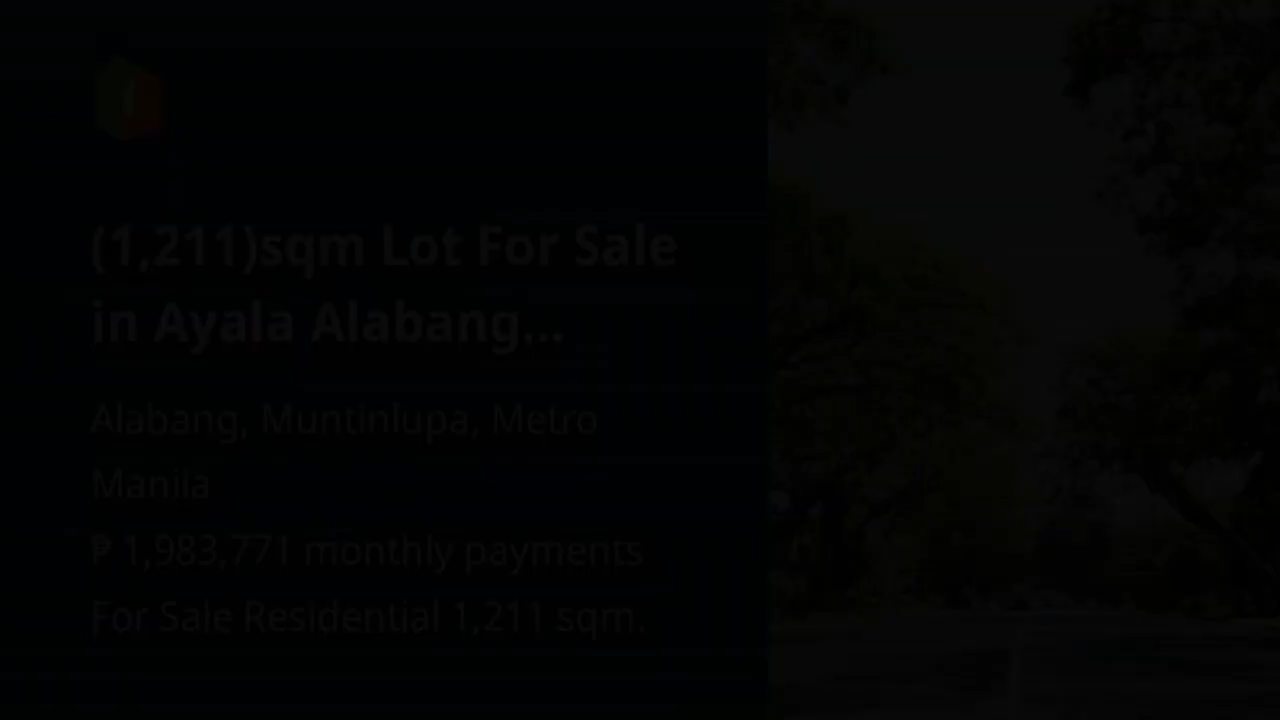 (1,211)sqm Lot For Sale
in Ayala Alabang...
Alabang, Muntinlupa, Metro
Manila
₱ 1,983,771 monthly payments
For Sale Residential 1,211 sqm.